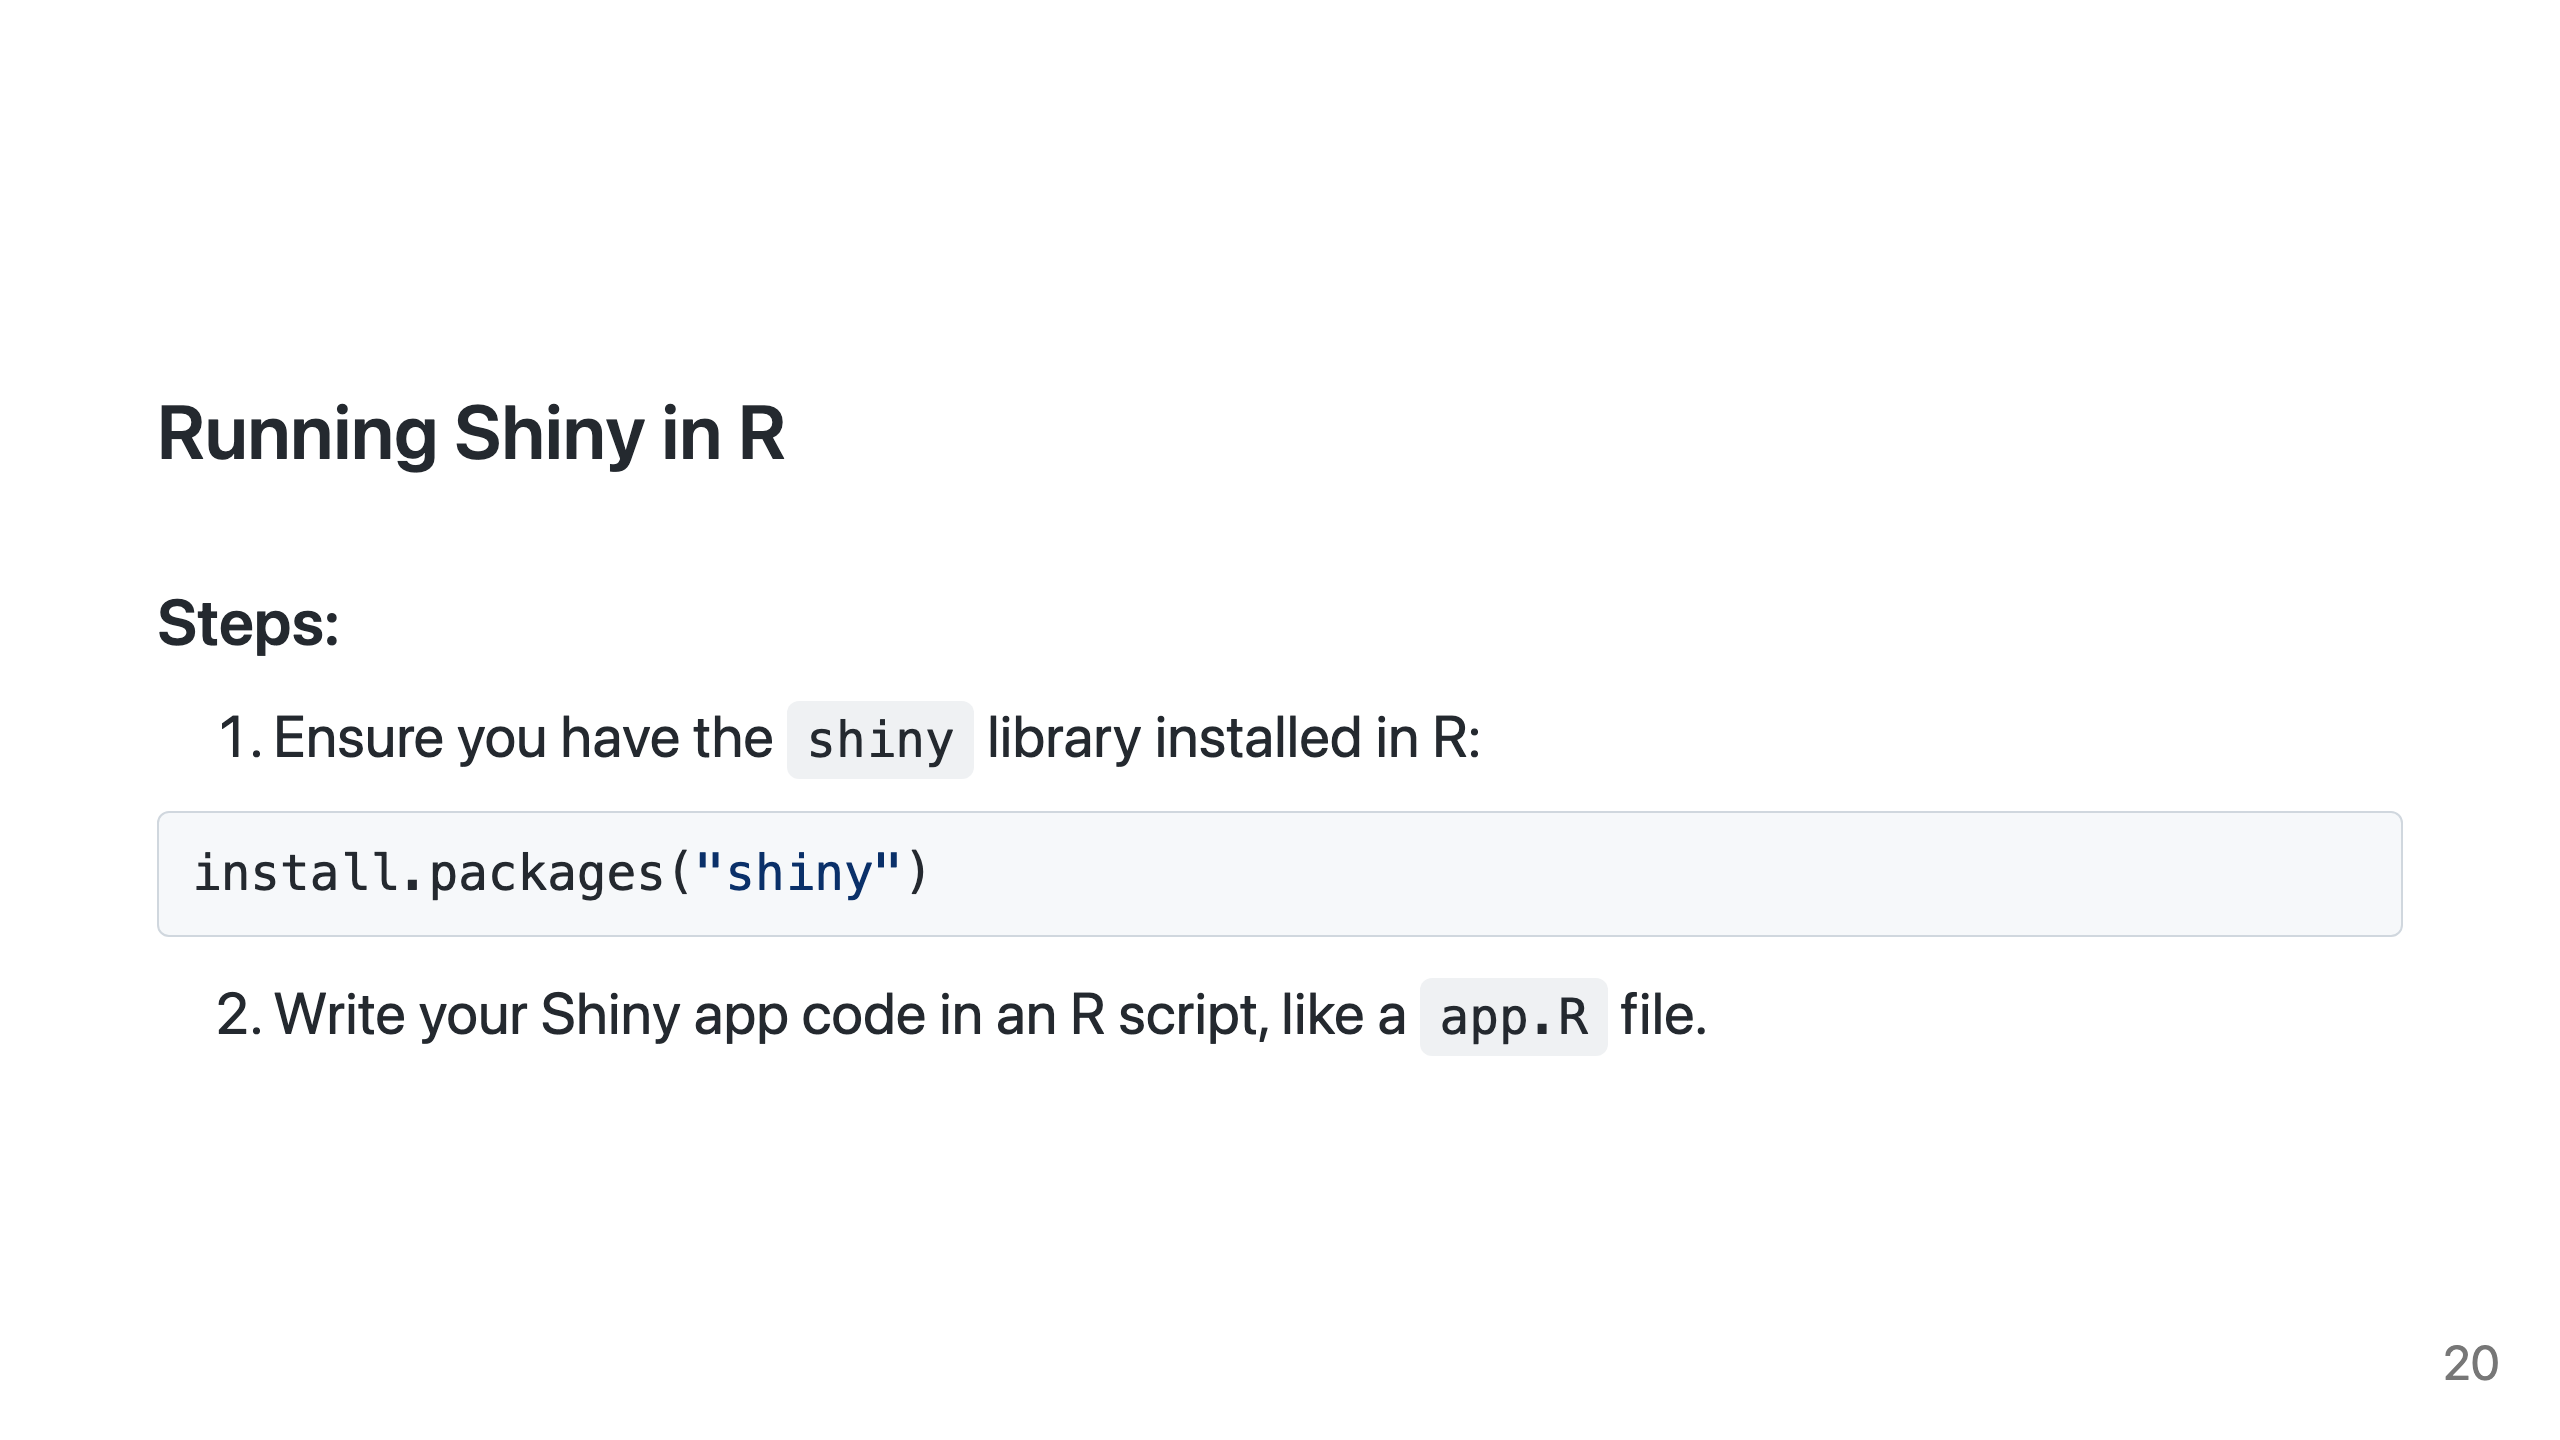 Running Shiny in R
Steps:
1. Ensure you have the shiny library installed in R:
install.packages("shiny")
2. Write your Shiny app code in an R script, like a app.R file.
20